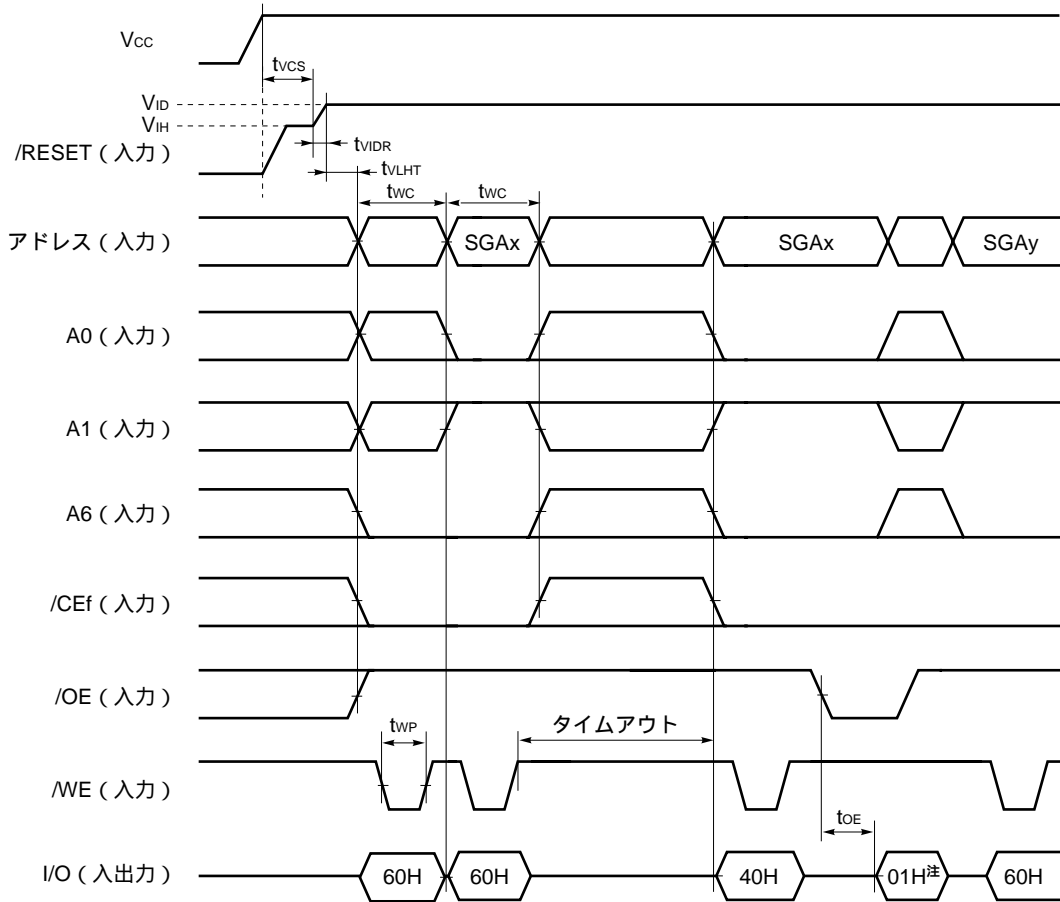 VCC
tVCS
VID
VIH
/RESET（入力）
tVIDR
tVLHT
tWC
tWC
アドレス（入力）
SGAx
SGAx
SGAy
A0（入力）
A1（入力）
A6（入力）
/CEf（入力）
/OE（入力）
tWP
タイムアウト
/WE（入力）
tOE
I/O（入出力）
60H
60H
40H
01H注
60H